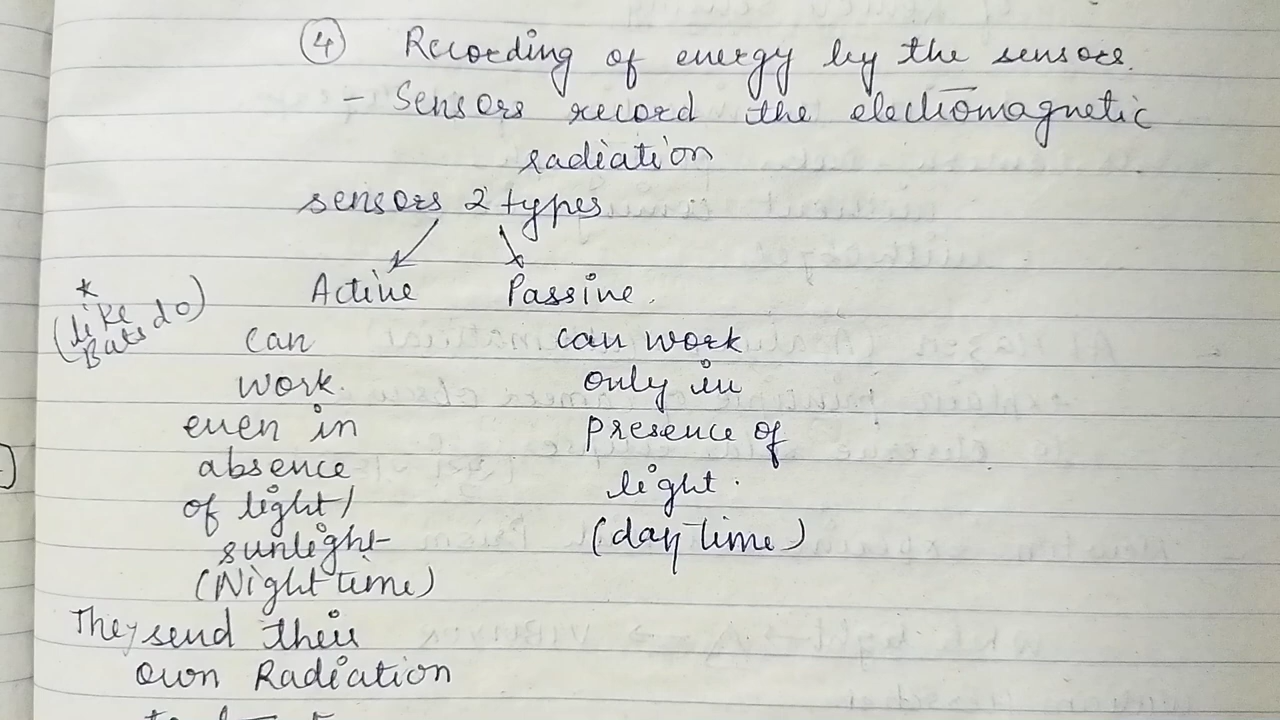 ④ Recording of energy by the sensors.
- Sensors record the electromagnetic
radiation
sensors 2 types
Active Passive.
*
(like
Bats do)
can
work.
even in
absence
of light/
sunlight
(Night time)
They send their
own Radiation
can work
only in
presence of
light.
(day time)